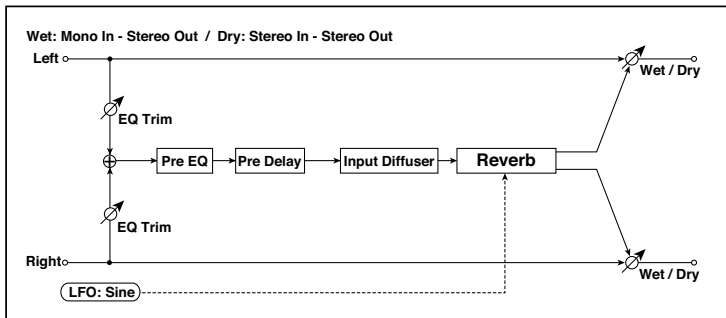 Wet: Mono In - Stereo Out / Dry: Stereo In - Stereo Out
Left
Wet / Dry
EQ Trim
Pre EQ
Pre Delay
Input Diffuser
Reverb
EQ Trim
Right
Wet / Dry
LFO: Sine